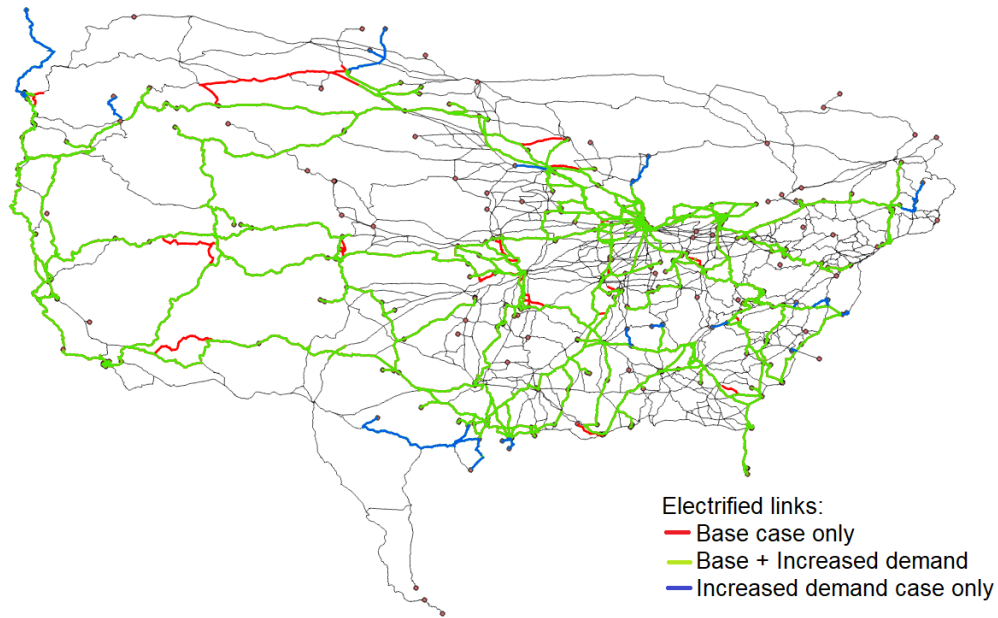 Electrified links:
Base case only
Base + Increased demand
Increased demand case only